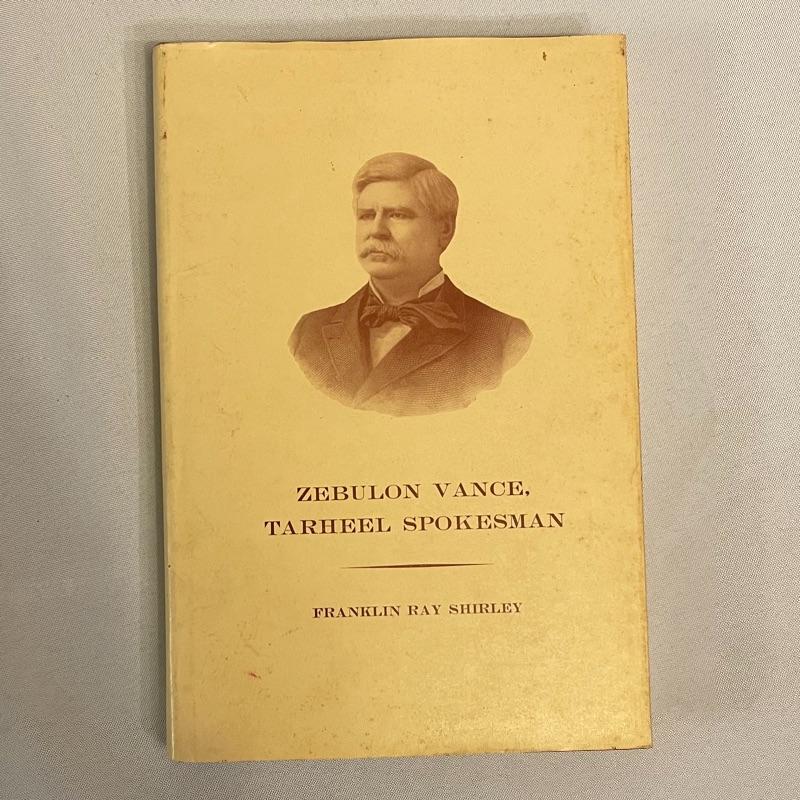 ZEBULON VANCE,
TARHEEL SPOKESMAN
FRANKLIN RAY SHIRLEY